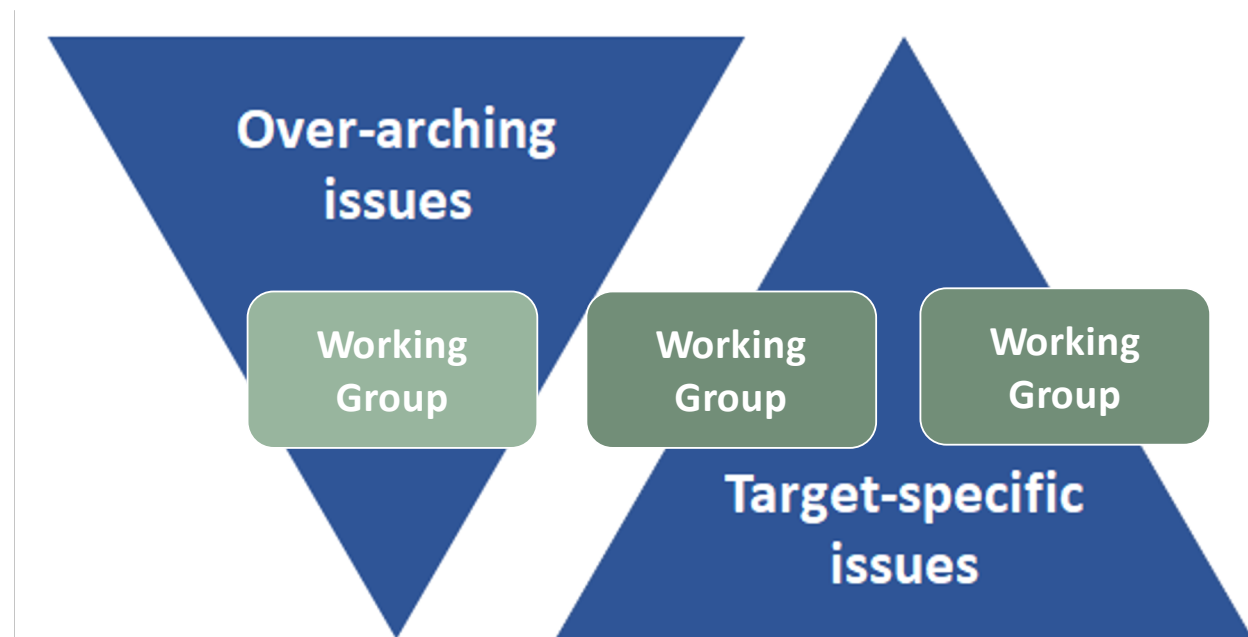 Over-arching
issues
Working
Group
Working
Group
Working
Group
Target-specific
issues